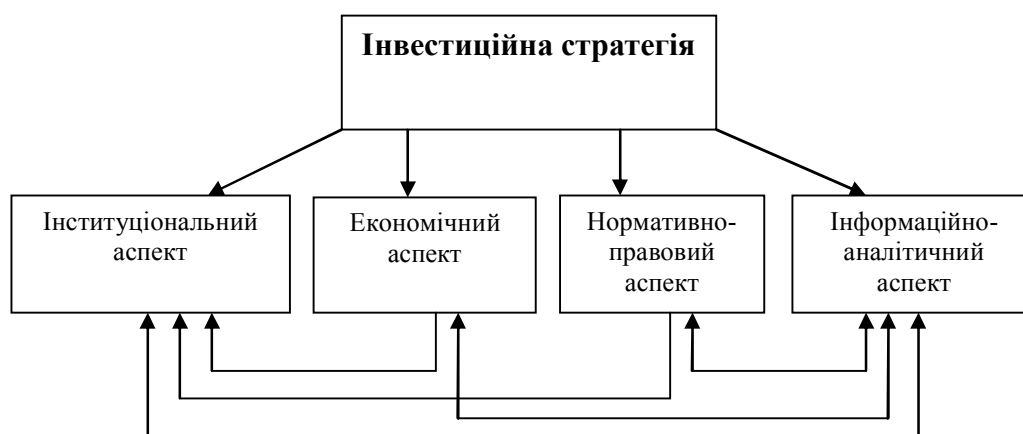 Інвестиційна стратегія
Інституціональний
аспект
Економічний
аспект
Нормативно-
правовий
аспект
Інформаційно-
аналітичний
аспект